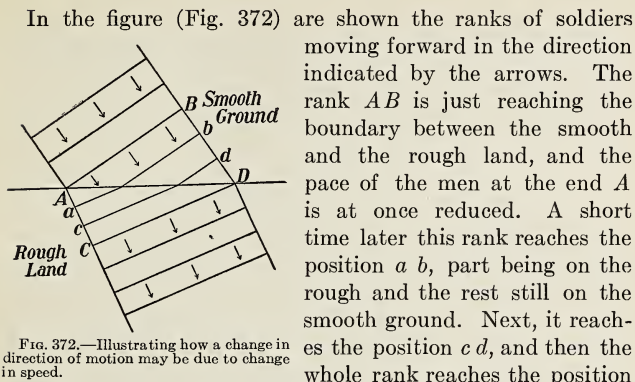 In the figure (Fig. 372) are shown the ranks of soldiers
moving forward in the direction
indicated by the arrows. The
rank AB is just reaching the
boundary between the smooth
and the rough land, and the
pace of the men at the end A
is at once reduced. A short
time later this rank reaches the
position a b, part being on the
rough and the rest still on the
smooth ground. Next, it reach-
es the position c d, and then the
whole rank reaches the position
B Smooth
Ground
b
d
D
A
a
c
C
Rough
Land
FIG. 372.—Illustrating how a change in
direction of motion may be due to change
in speed.